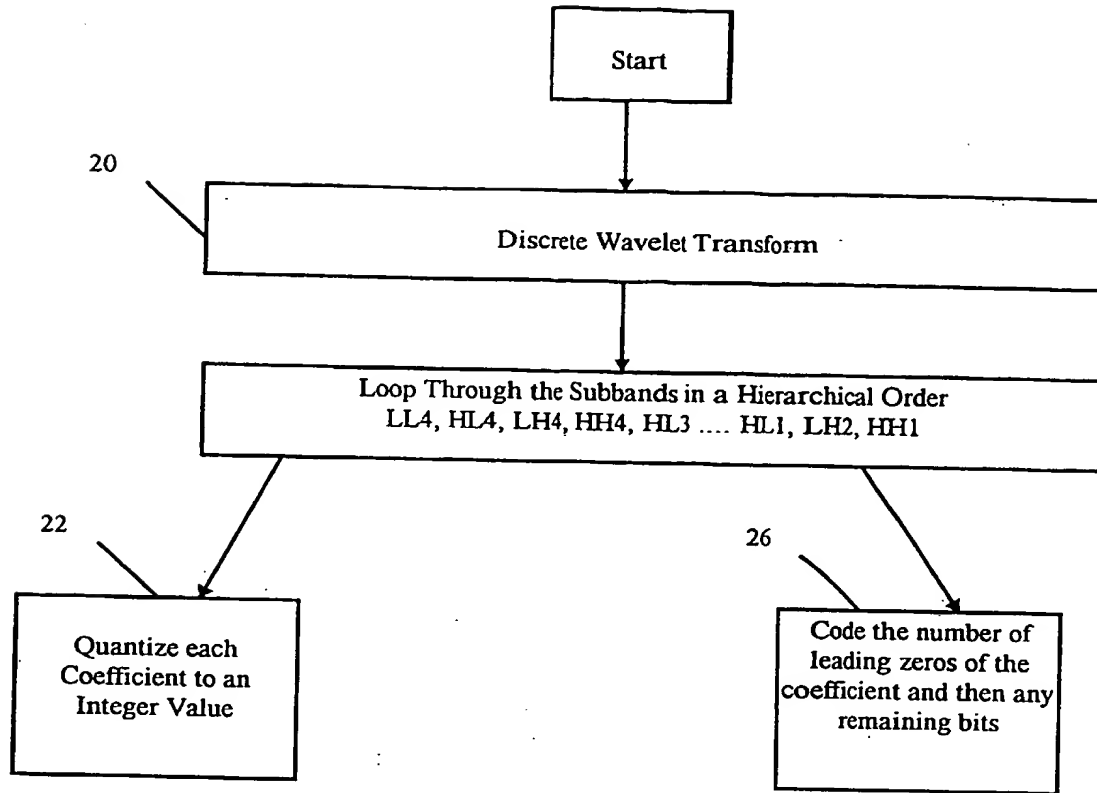 Start
20
Discrete Wavelet Transform
Loop Through the Subbands in a Hierarchical Order
LL4, HL4, LH4, HH4, HL3 .... HL1, LH2, HH1
22
26
Quantize each
Coefficient to an
Integer Value
Code the number of
leading zeros of the
coefficient and then any
remaining bits